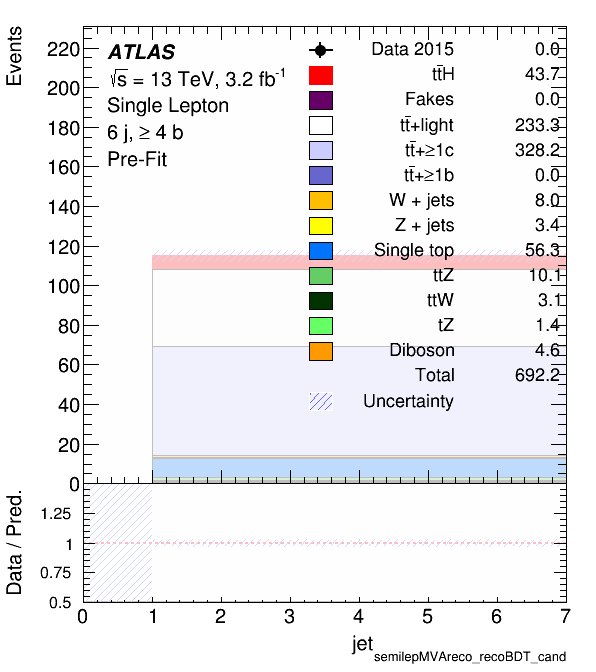 Events
220
200
180
160
140
120
100
80
60
40
20
0
ATLAS
√s = 13 TeV, 3.2 fb⁻¹
Single Lepton
6 j, ≥ 4 b
Pre-Fit
Data 2015 0.0
tt̄H 43.7
Fakes 0.0
tt̄+light 233.3
tt̄+≥1c 328.2
tt̄+≥1b 0.0
W + jets 8.0
Z + jets 3.4
Single top 56.3
ttZ 10.1
ttW 3.1
tZ 1.4
Diboson 4.6
Total 692.2
Uncertainty
Data / Pred.
1.25
1
0.75
0.5
0 1 2 3 4 5 6 7
jet
semilepMVAreco_recoBDT_cand